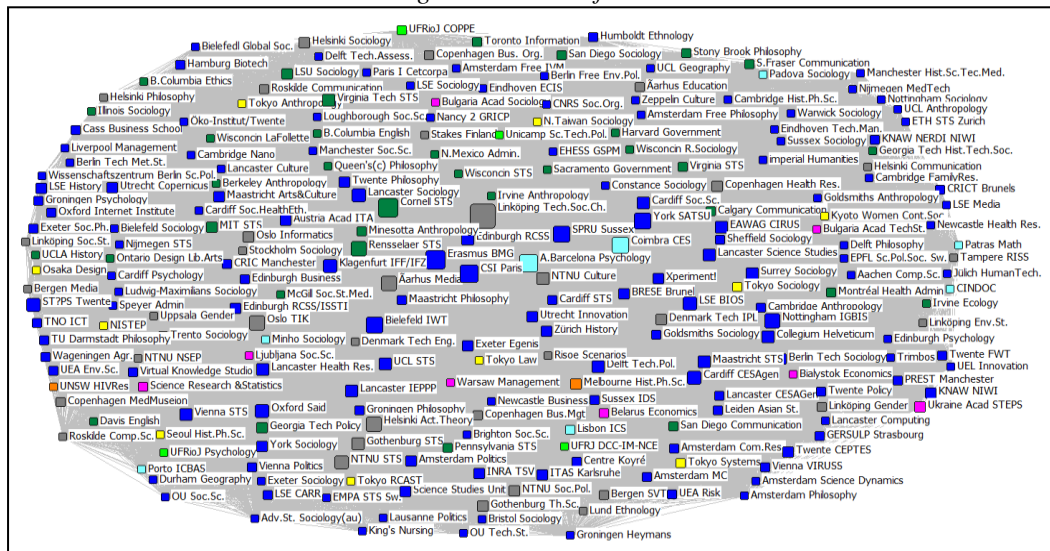 UFRioJ COPPE
Helsinki Sociology
Toronto Information
Humboldt Ethnology
Bielefedl Global Soc.
Delft Tech.Assess.
Copenhagen Bus. Org.
San Diego Sociology
Stony Brook Philosophy
Hamburg Biotech
LSU Sociology
Paris I Cetcorpa
Amsterdam Free
UCL Geography
S.Fraser Communication
Padova Sociology
Manchester Hist.Sc.Tec.Med.
B.Columbia Ethics
Roskilde Communication
LSE Sociology
Eindhoven ECIS
Berlin Free Env.Pol.
Äarhus Education
Nijmegen MedTech
Helsinki Philosophy
Tokyo Anthropology
Virginia Tech STS
Bulgaria Acad Sociology
CNRS Soc.Org.
Zeppelin Culture
Cambridge Hist.Ph.Sc.
Nottingham Sociology
Illinois Sociology
Oko-Institut/Twente
Loughborough Soc.Sc.
Nancy 2 GRICP
N.Taiwan Sociology
Amsterdam Free Philosophy
Warwick Sociology
UCL Anthropology
ETH STS Zurich
Cass Business School
Wisconsin LaFollette
B.Columbia English
Stakes Finland
Unicamp Sc.Tech.Pol.
Harvard Government
Eindhoven Tech.Man.
Sussex Sociology
KNAW NERDI NIWI
Liverpool Management
Cambridge Nano
Manchester Soc.Sc.
N.Mexico Admin.
EHESS GSPM
Wisconsin R.Sociology
Georgia Tech Hist.Tech.Soc.
Berlin Tech Met.St.
Lancaster Culture
Queen's(c) Philosophy
Wisconsin STS
Sacramento Government
Virginia STS
imperial Humanities
Helsinki Communication
Wissenschaftszentrum Berlin Sc.Pol.
Berkeley Anthropology
Twente Philosophy
Constance Sociology
Copenhagen Health Res.
Cambridge FamilyRes.
LSE History
Utrecht Copernicus
Maastricht Arts&Culture
Lancaster Sociology
Irvine Anthropology
Cardiff Soc.Sc.
Goldsmiths Anthropology
CRICT Brunels
Groningen Psychology
Cornell STS
Linköping Tech.Soc.Ch.
York SATSU
Calgary Communication
Kyoto Women Cont.Soc
LSE Media
Oxford Internet Institute
Cardiff Soc.HealthEth.
Austria Acad ITA
Minesotta Anthropology
Edinburgh RCSS
SPRU Sussex
EAWAG CIRUS
Bulgaria Acad TechSt.
Newcastle Health Res.
Exeter Soc.Ph.
Bielefeld Sociology
MIT STS
Oslo Informatics
Rensselaer STS
Coimbra CES
Sheffield Sociology
Delft Philosophy
Patras Math
Linköping Soc.St.
Nijmegen STS
Stockholm Sociology
Erasmus BMG
A.Barcelona Psychology
Lancaster Science Studies
EPFL Sc.Pol.Soc. Sw.
Tampere RISS
UCLA History
Ontario Design Lib.Arts
CRIC Manchester
Klagenfurt IFF/IFZ
CSI Paris
NTNU Culture
Xperiment!
Surrey Sociology
Aachen Comp.Sc.
Jülich HumanTech.
Osaka Design
Cardiff Psychology
Edinburgh Business
Äarhus Media
Cardiff STS
BRESE Brunel
Tokyo Sociology
Montréal Health Admin
CINDOC
Bergen Media
Ludwig-Maximilians Sociology
McGill Soc.St.Med.
Maastricht Philosophy
LSE BIOS
Cambridge Anthropology
Irvine Ecology
ST?PS Twente
Speyer Admin
Edinburgh RCSS/ISSTI
Utrecht Innovation
Denmark Tech IPL
Nottingham IGBIS
Linköping Env.St.
TNO ICT
NISTEP
Uppsala Gender
Oslo TIK
Bielefeld IWT
Zürich History
Goldsmiths Sociology
Collegium Helveticum
Edinburgh Psychology
TU Darmstadt Philosophy
Trento Sociology
Minho Sociology
Denmark Tech Eng.
Exeter Egenis
Wageningen Agr.
NTNU NSEP
Ljubljana Soc.Sc.
UCL STS
Tokyo Law
Risoe Scenarios
Delft Tech.Pol.
Maastricht STS
Berlin Tech Sociology
Trimbos
Twente FWT
UEA Env.Sc.
Virtual Knowledge Studio
Lancaster Health Res.
Cardiff CESAGen
Bialystok Economics
UEL Innovation
UNSW HIVRes
Science Research &Statistics
Lancaster IEPPP
Warsaw Management
Melbourne Hist.Ph.Sc.
PREST Manchester
Copenhagen MedMuseion
Newcastle Business
Sussex IDS
Lancaster CESAGen
Twente Policy
KNAW NIWI
Vienna STS
Oxford Said
Groningen Philosophy
Copenhagen Bus.Mgt
Belarus Economics
Leiden Asian St.
Linköping Gender
Ukraine Acad STEPS
Davis English
Georgia Tech Policy
Helsinki Act.Theory
Lisbon ICS
San Diego Communication
Lancaster Computing
Roskilde Comp.Sc.
Seoul Hist.Ph.Sc.
York Sociology
Gothenburg STS
Brighton Soc.Sc.
UFRJ DCC-IM-NCE
Amsterdam Com.Res
GERSULP Strasbourg
UFRioJ Psychology
Pennsylvania STS
Twente CEPTES
Porto ICBAS
Vienna Politics
NTNU STS
Amsterdam Politics
Centre Koyré
Tokyo Systems
Vienna VIRUSS
Durham Geography
Exeter Sociology
Tokyo RCAST
INRA TSV
ITAS Karlsruhe
Amsterdam MC
Amsterdam Science Dynamics
OU Soc.Sc.
LSE CARR
EMPA STS Sw.
Science Studies Unit
NTNU Soc.Pol.
Bergen SVT
UEA Risk
Amsterdam Philosophy
Gothenburg Th.Sc.
Lund Ethnology
Adv.St. Sociology(au)
Lausanne Politics
Bristol Sociology
King's Nursing
OU Tech.St.
Groningen Heymans